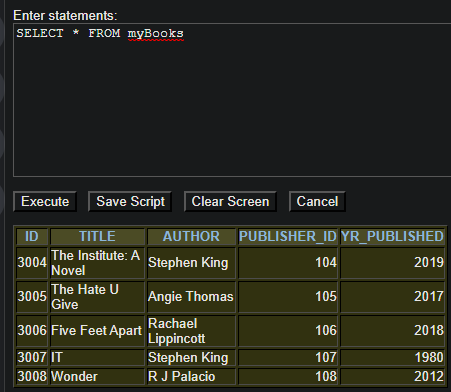 Enter statements:
SELECT * FROM myBooks
Execute Save Script Clear Screen Cancel
ID TITLE AUTHOR PUBLISHER_ID YR_PUBLISHED
3004 The Institute: A Novel Stephen King 104 2019
3005 The Hate U Give Angie Thomas 105 2017
3006 Five Feet Apart Rachael Lippincott 106 2018
3007 IT Stephen King 107 1980
3008 Wonder R J Palacio 108 2012